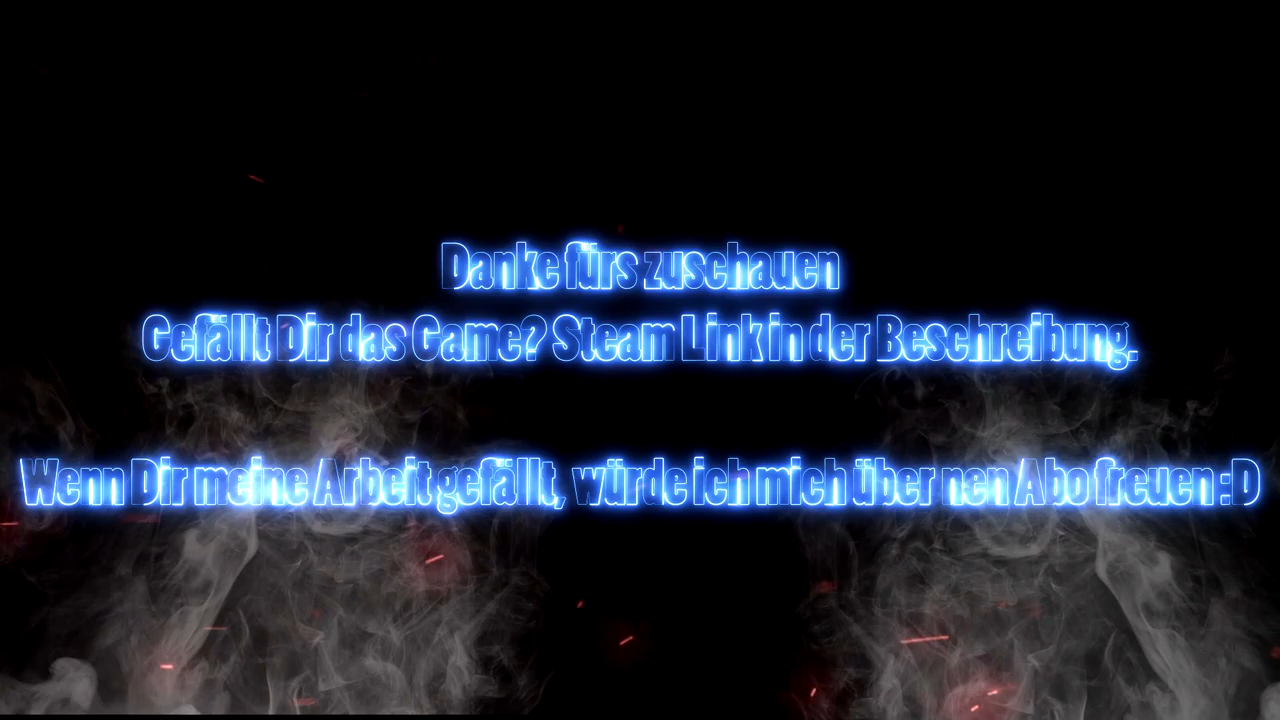 Danke fürs zuschauen
Gefällt Dir das Game? Steam Link in der Beschreibung.
Wenn Dir meine Arbeit gefällt, würde ich mich über nen Abo freuen :D